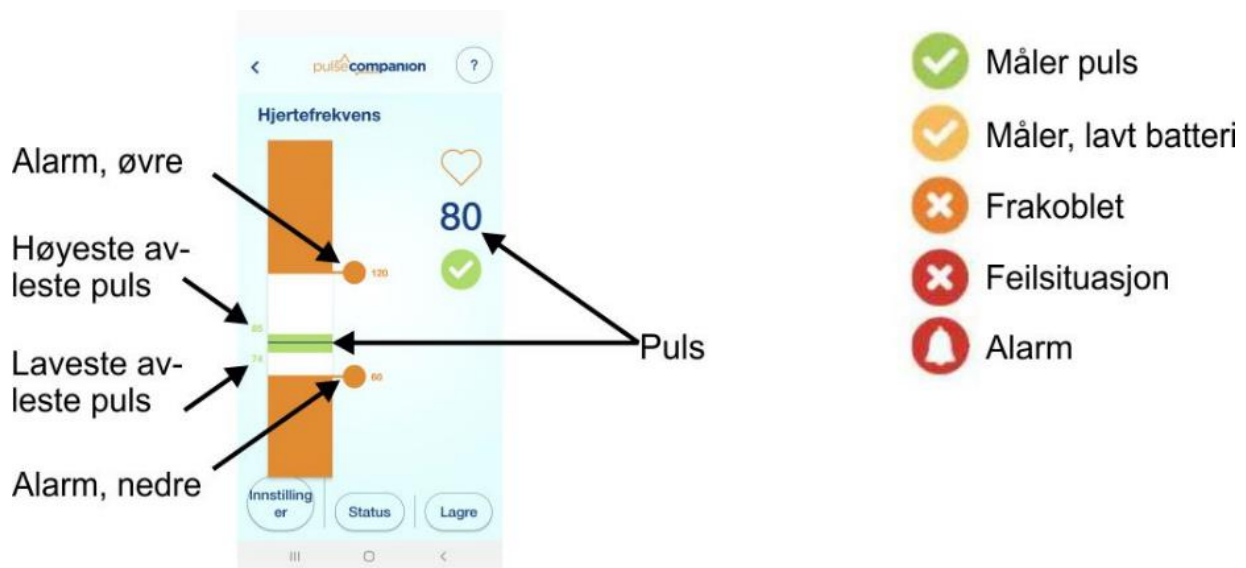 pulsecompanion
?
Hjertefrekvens
Alarm, øvre
Høyeste av-
leste puls
Laveste av-
leste puls
Alarm, nedre
80
120
85
74
60
Puls
Innstilling
er
Status
Lagre
Måler puls
Måler, lavt batteri
Frakoblet
Feilsituasjon
Alarm